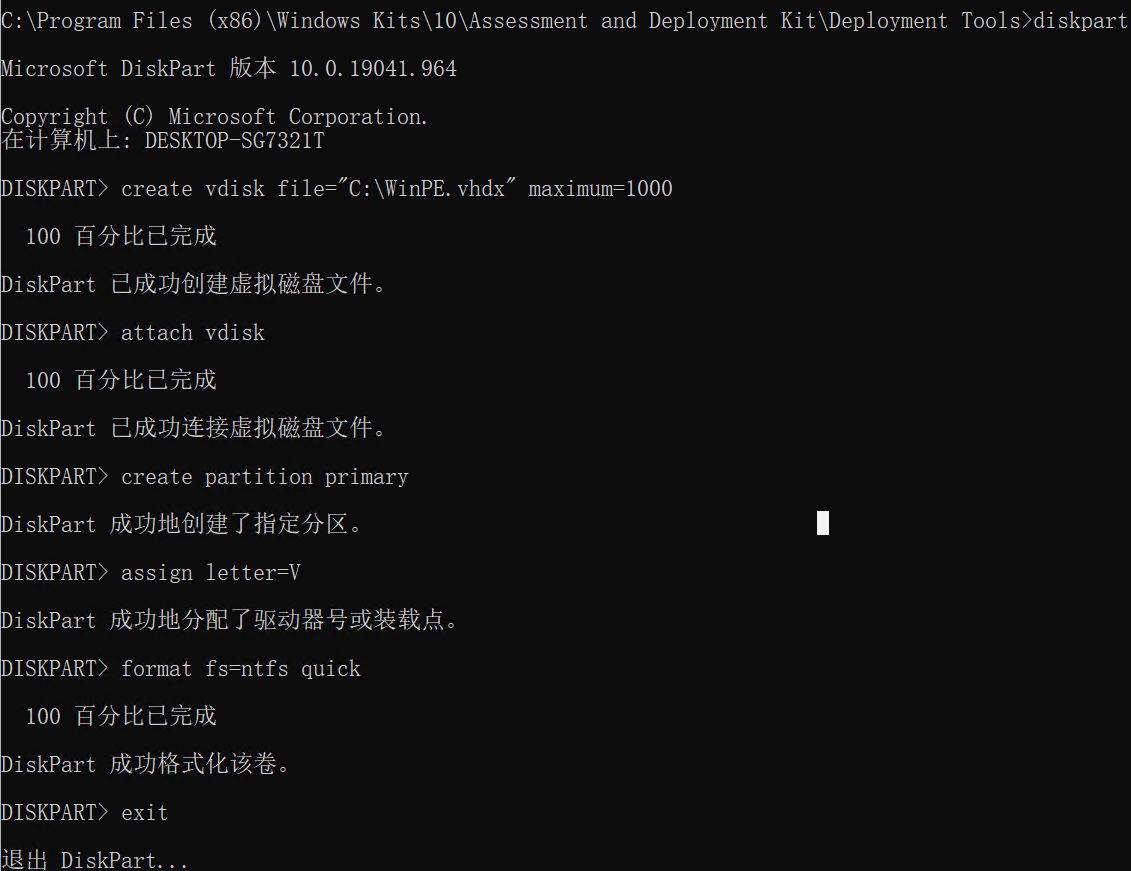 C:\Program Files (x86)\Windows Kits\10\Assessment and Deployment Kit\Deployment Tools>diskpart
Microsoft DiskPart 版本 10.0.19041.964
Copyright (C) Microsoft Corporation.
在计算机上: DESKTOP-SG7321T
DISKPART> create vdisk file="C:\WinPE.vhdx" maximum=1000
100 百分比已完成
DiskPart 已成功创建虚拟磁盘文件。
DISKPART> attach vdisk
100 百分比已完成
DiskPart 已成功连接虚拟磁盘文件。
DISKPART> create partition primary
DiskPart 成功地创建了指定分区。
DISKPART> assign letter=V
DiskPart 成功地分配了驱动器号或装载点。
DISKPART> format fs=ntfs quick
100 百分比已完成
DiskPart 成功格式化该卷。
DISKPART> exit
退出 DiskPart...